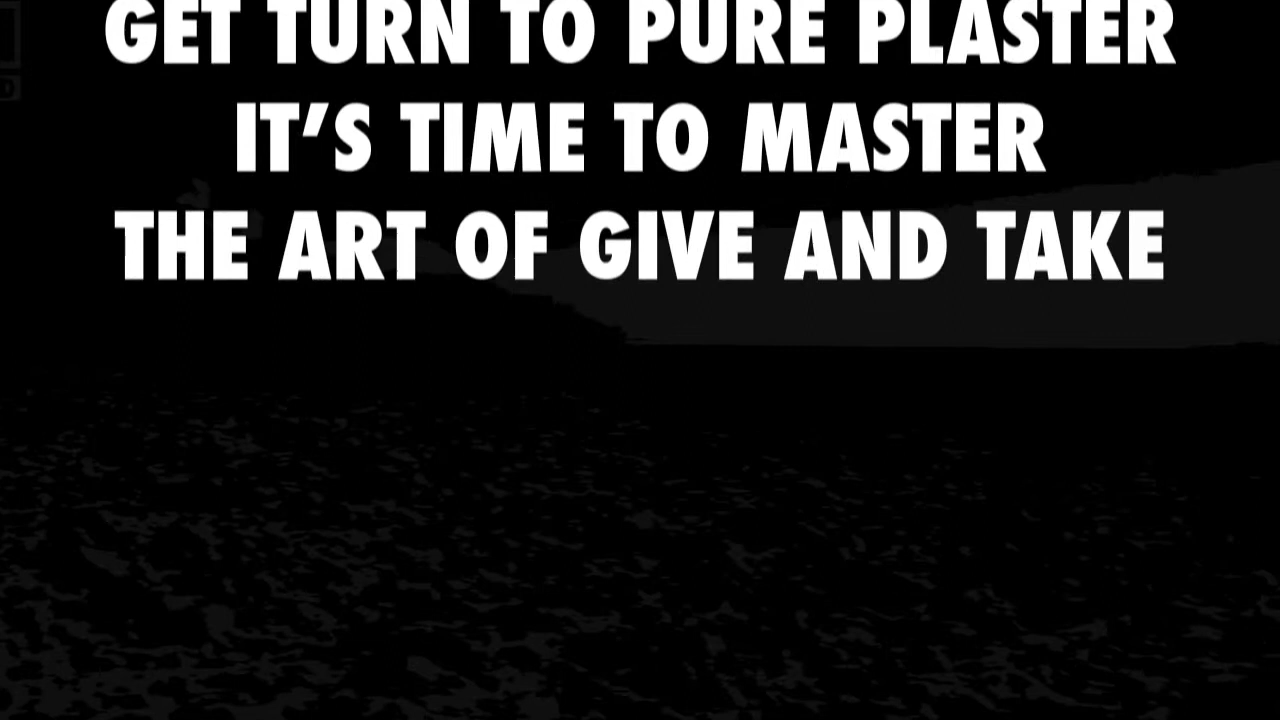 GET TURN TO PURE PLASTER
IT’S TIME TO MASTER
THE ART OF GIVE AND TAKE